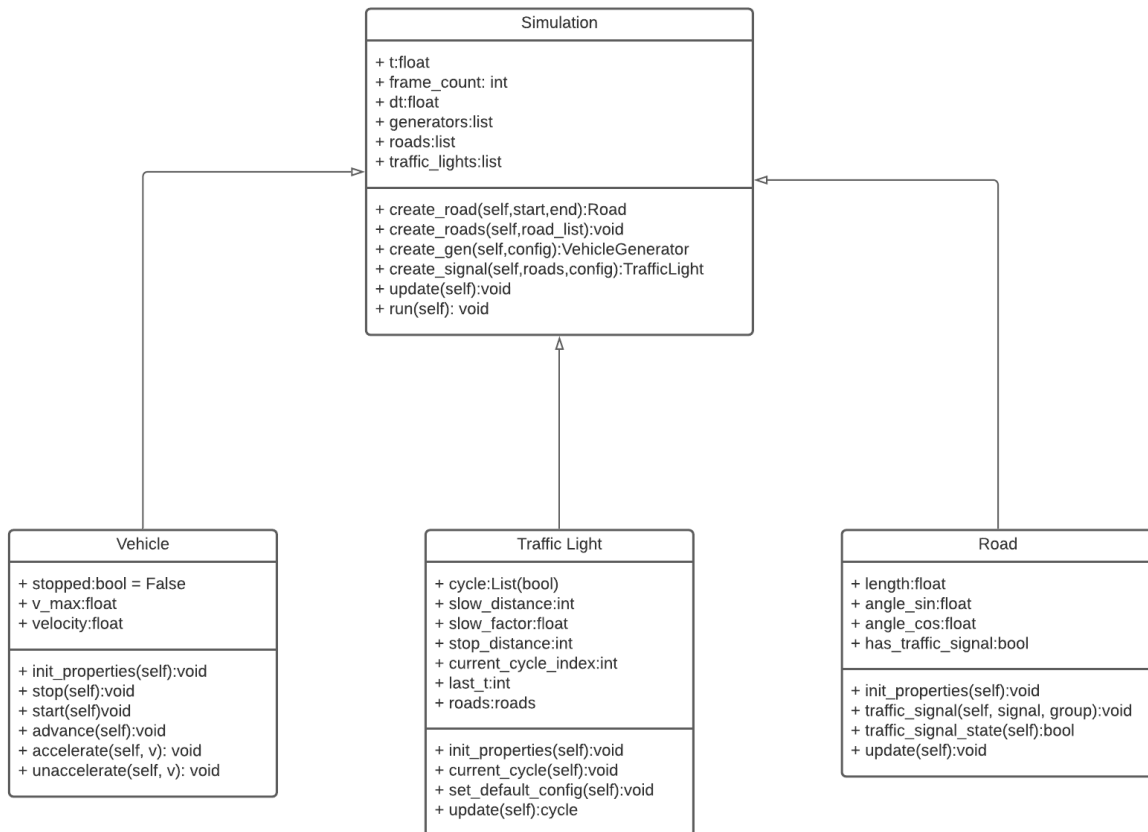 Simulation
+ t:float
+ frame_count: int
+ dt:float
+ generators:list
+ roads:list
+ traffic_lights:list
+ create_road(self,start,end):Road
+ create_roads(self,road_list):void
+ create_gen(self,config):VehicleGenerator
+ create_signal(self,roads,config):TrafficLight
+ update(self):void
+ run(self): void
Vehicle
+ stopped:bool = False
+ v_max:float
+ velocity:float
+ init_properties(self):void
+ stop(self):void
+ start(self)void
+ advance(self):void
+ accelerate(self, v): void
+ unaccelerate(self, v): void
Traffic Light
+ cycle:List(bool)
+ slow_distance:int
+ slow_factor:float
+ stop_distance:int
+ current_cycle_index:int
+ last_t:int
+ roads:roads
+ init_properties(self):void
+ current_cycle(self):void
+ set_default_config(self):void
+ update(self):cycle
Road
+ length:float
+ angle_sin:float
+ angle_cos:float
+ has_traffic_signal:bool
+ init_properties(self):void
+ traffic_signal(self, signal, group):void
+ traffic_signal_state(self):bool
+ update(self):void